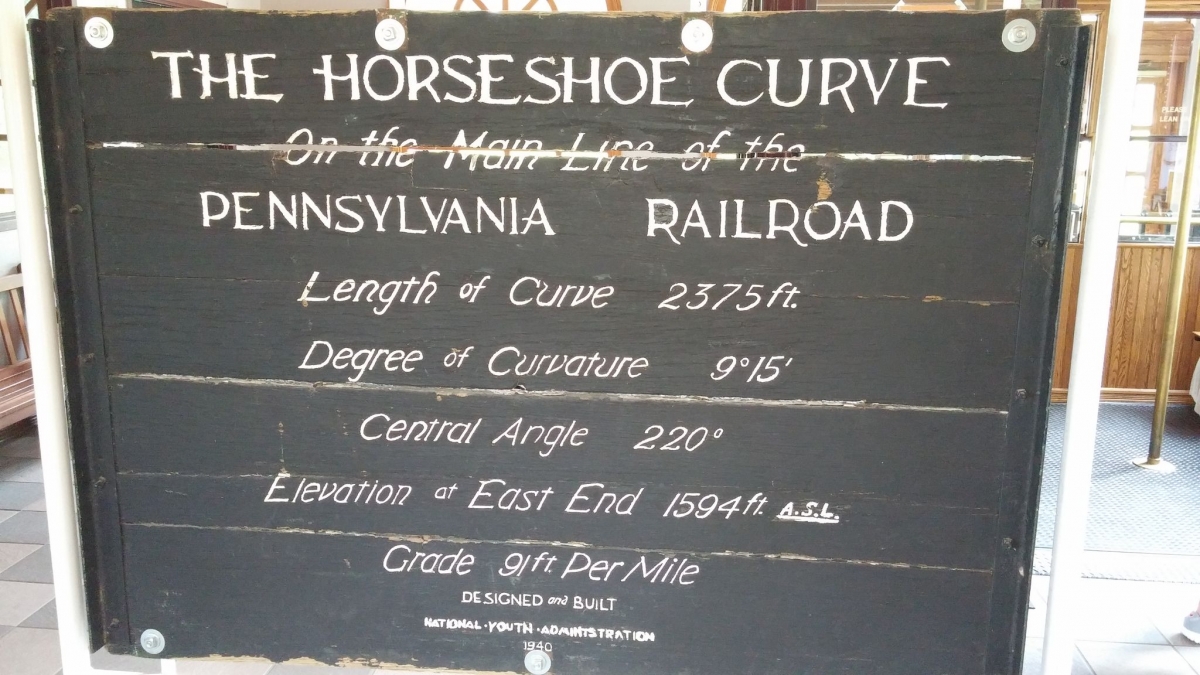 THE HORSESHOE CURVE
On the Main Line of the
PENNSYLVANIA RAILROAD
Length of Curve 2375 ft.
Degree of Curvature 9°15'
Central Angle 220°
Elevation at East End 1594 ft. A.S.L.
Grade 91 ft. Per Mile
DESIGNED and BUILT
NATIONAL·YOUTH·ADMINISTRATION
1940
PLEASE
LEAN